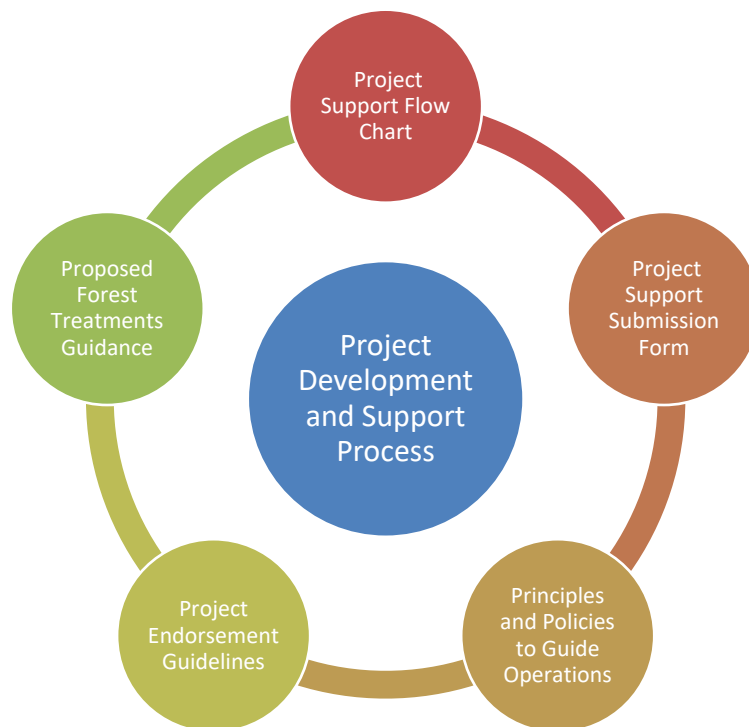 Project
Support Flow
Chart
Project
Support
Submission
Form
Principles
and Policies
to Guide
Operations
Project
Endorsement
Guidelines
Proposed
Forest
Treatments
Guidance
Project
Development
and Support
Process